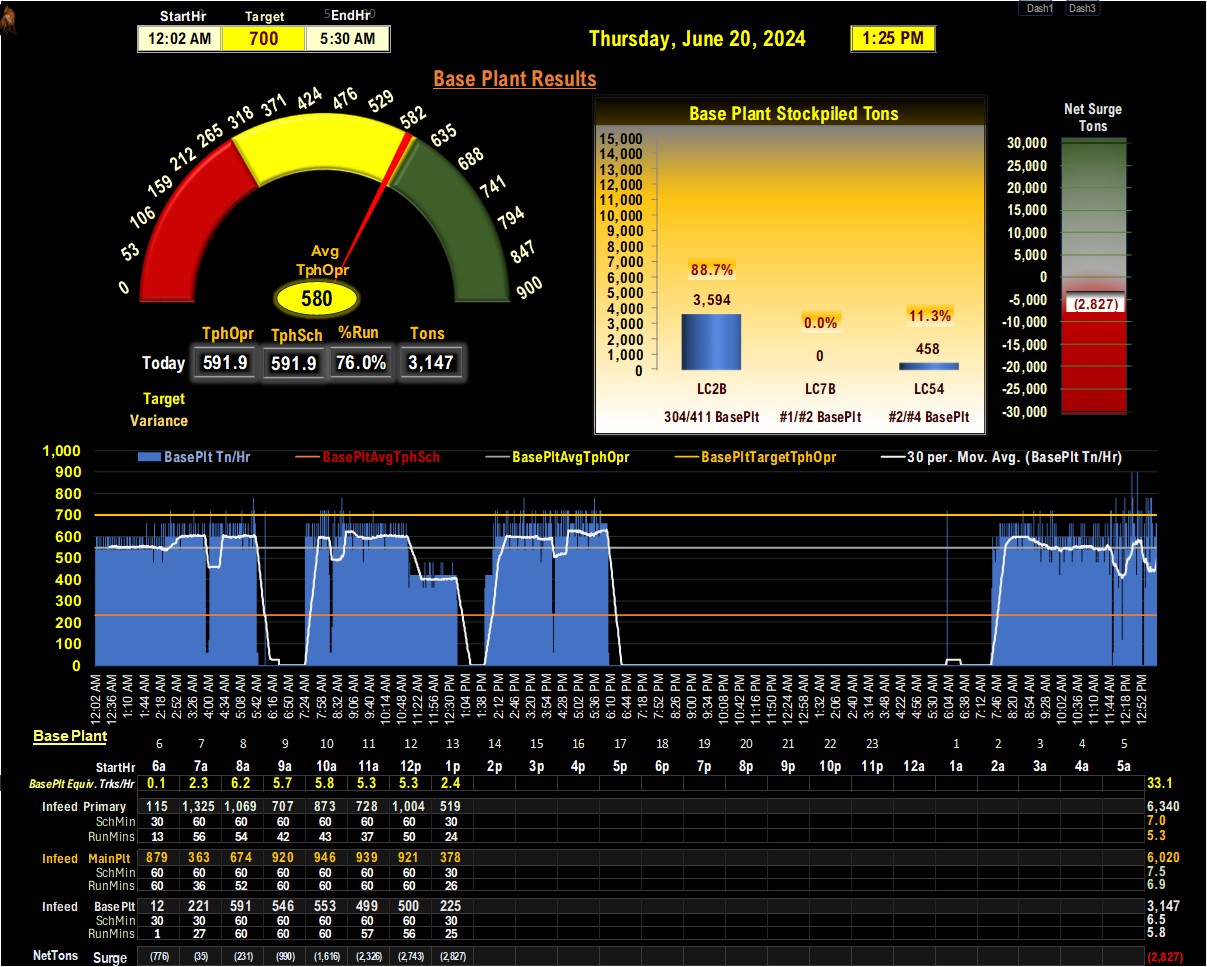 Dash1 Dash3
StartHr Target EndHr
12:02 AM 700 5:30 AM
Thursday, June 20, 2024 1:25 PM
Base Plant Results
0 53 106 159 212 265 318 371 424 476 529 582 635 688 741 794 847 900
Avg
TphOpr
580
TphOpr TphSch %Run Tons
Today 591.9 591.9 76.0% 3,147
Target
Variance
Base Plant Stockpiled Tons
15,000
14,000
13,000
12,000
11,000
10,000
9,000
8,000
7,000
6,000
5,000
4,000
3,000
2,000
1,000
0
88.7% 0.0% 11.3%
3,594 0 458
LC2B LC7B LC54
304/411 BasePlt #1/#2 BasePlt #2/#4 BasePlt
Net Surge
Tons
30,000
25,000
20,000
15,000
10,000
5,000
0
-5,000
-10,000
-15,000
-20,000
-25,000
-30,000
(2,827)
BasePlt Tn/Hr BasePltAvgTphSch BasePltAvgTphOpr BasePltTargetTphOpr 30 per. Mov. Avg. (BasePlt Tn/Hr)
1,000
900
800
700
600
500
400
300
200
100
0
12:02 AM 12:36 AM 1:10 AM 1:44 AM 2:18 AM 2:52 AM 3:26 AM 4:00 AM 4:34 AM 5:08 AM 5:42 AM 6:16 AM 6:50 AM 7:24 AM 7:58 AM 8:32 AM 9:06 AM 9:40 AM 10:14 AM 10:48 AM 11:22 AM 11:56 AM 12:30 PM 1:04 PM 1:38 PM 2:12 PM 2:46 PM 3:20 PM 3:54 PM 4:28 PM 5:02 PM 5:36 PM 6:10 PM 6:44 PM 7:18 PM 7:52 PM 8:26 PM 9:00 PM 9:34 PM 10:08 PM 10:42 PM 11:16 PM 11:50 PM 12:24 AM 12:58 AM 1:32 AM 2:06 AM 2:40 AM 3:14 AM 3:48 AM 4:22 AM 4:56 AM 5:30 AM 6:04 AM 6:38 AM 7:12 AM 7:46 AM 8:20 AM 8:54 AM 9:28 AM 10:02 AM 10:36 AM 11:10 AM 11:44 AM 12:18 PM 12:52 PM
Base Plant
6 7 8 9 10 11 12 13 14 15 16 17 18 19 20 21 22 23 1 2 3 4 5
StartHr 6a 7a 8a 9a 10a 11a 12p 1p 2p 3p 4p 5p 6p 7p 8p 9p 10p 11p 12a 1a 2a 3a 4a 5a
BasePlt Equiv. Trks/Hr 0.1 2.3 6.2 5.7 5.8 5.3 5.3 2.4 33.1
Infeed Primary 115 1,325 1,069 707 873 728 1,004 519 6,340
SchMin 30 60 60 60 60 60 60 30 7.0
RunMins 13 56 54 42 43 37 50 24 5.3
Infeed MainPlt 879 363 674 920 946 939 921 378 6,020
SchMin 60 60 60 60 60 60 60 30 7.5
RunMins 60 36 52 60 60 60 60 26 6.9
Infeed BasePlt 12 221 591 546 553 499 500 225 3,147
SchMin 30 30 60 60 60 60 60 30 6.5
RunMins 1 27 60 60 60 57 56 25 5.8
NetTons Surge (776) (35) (231) (990) (1,616) (2,326) (2,743) (2,827) (2,827)